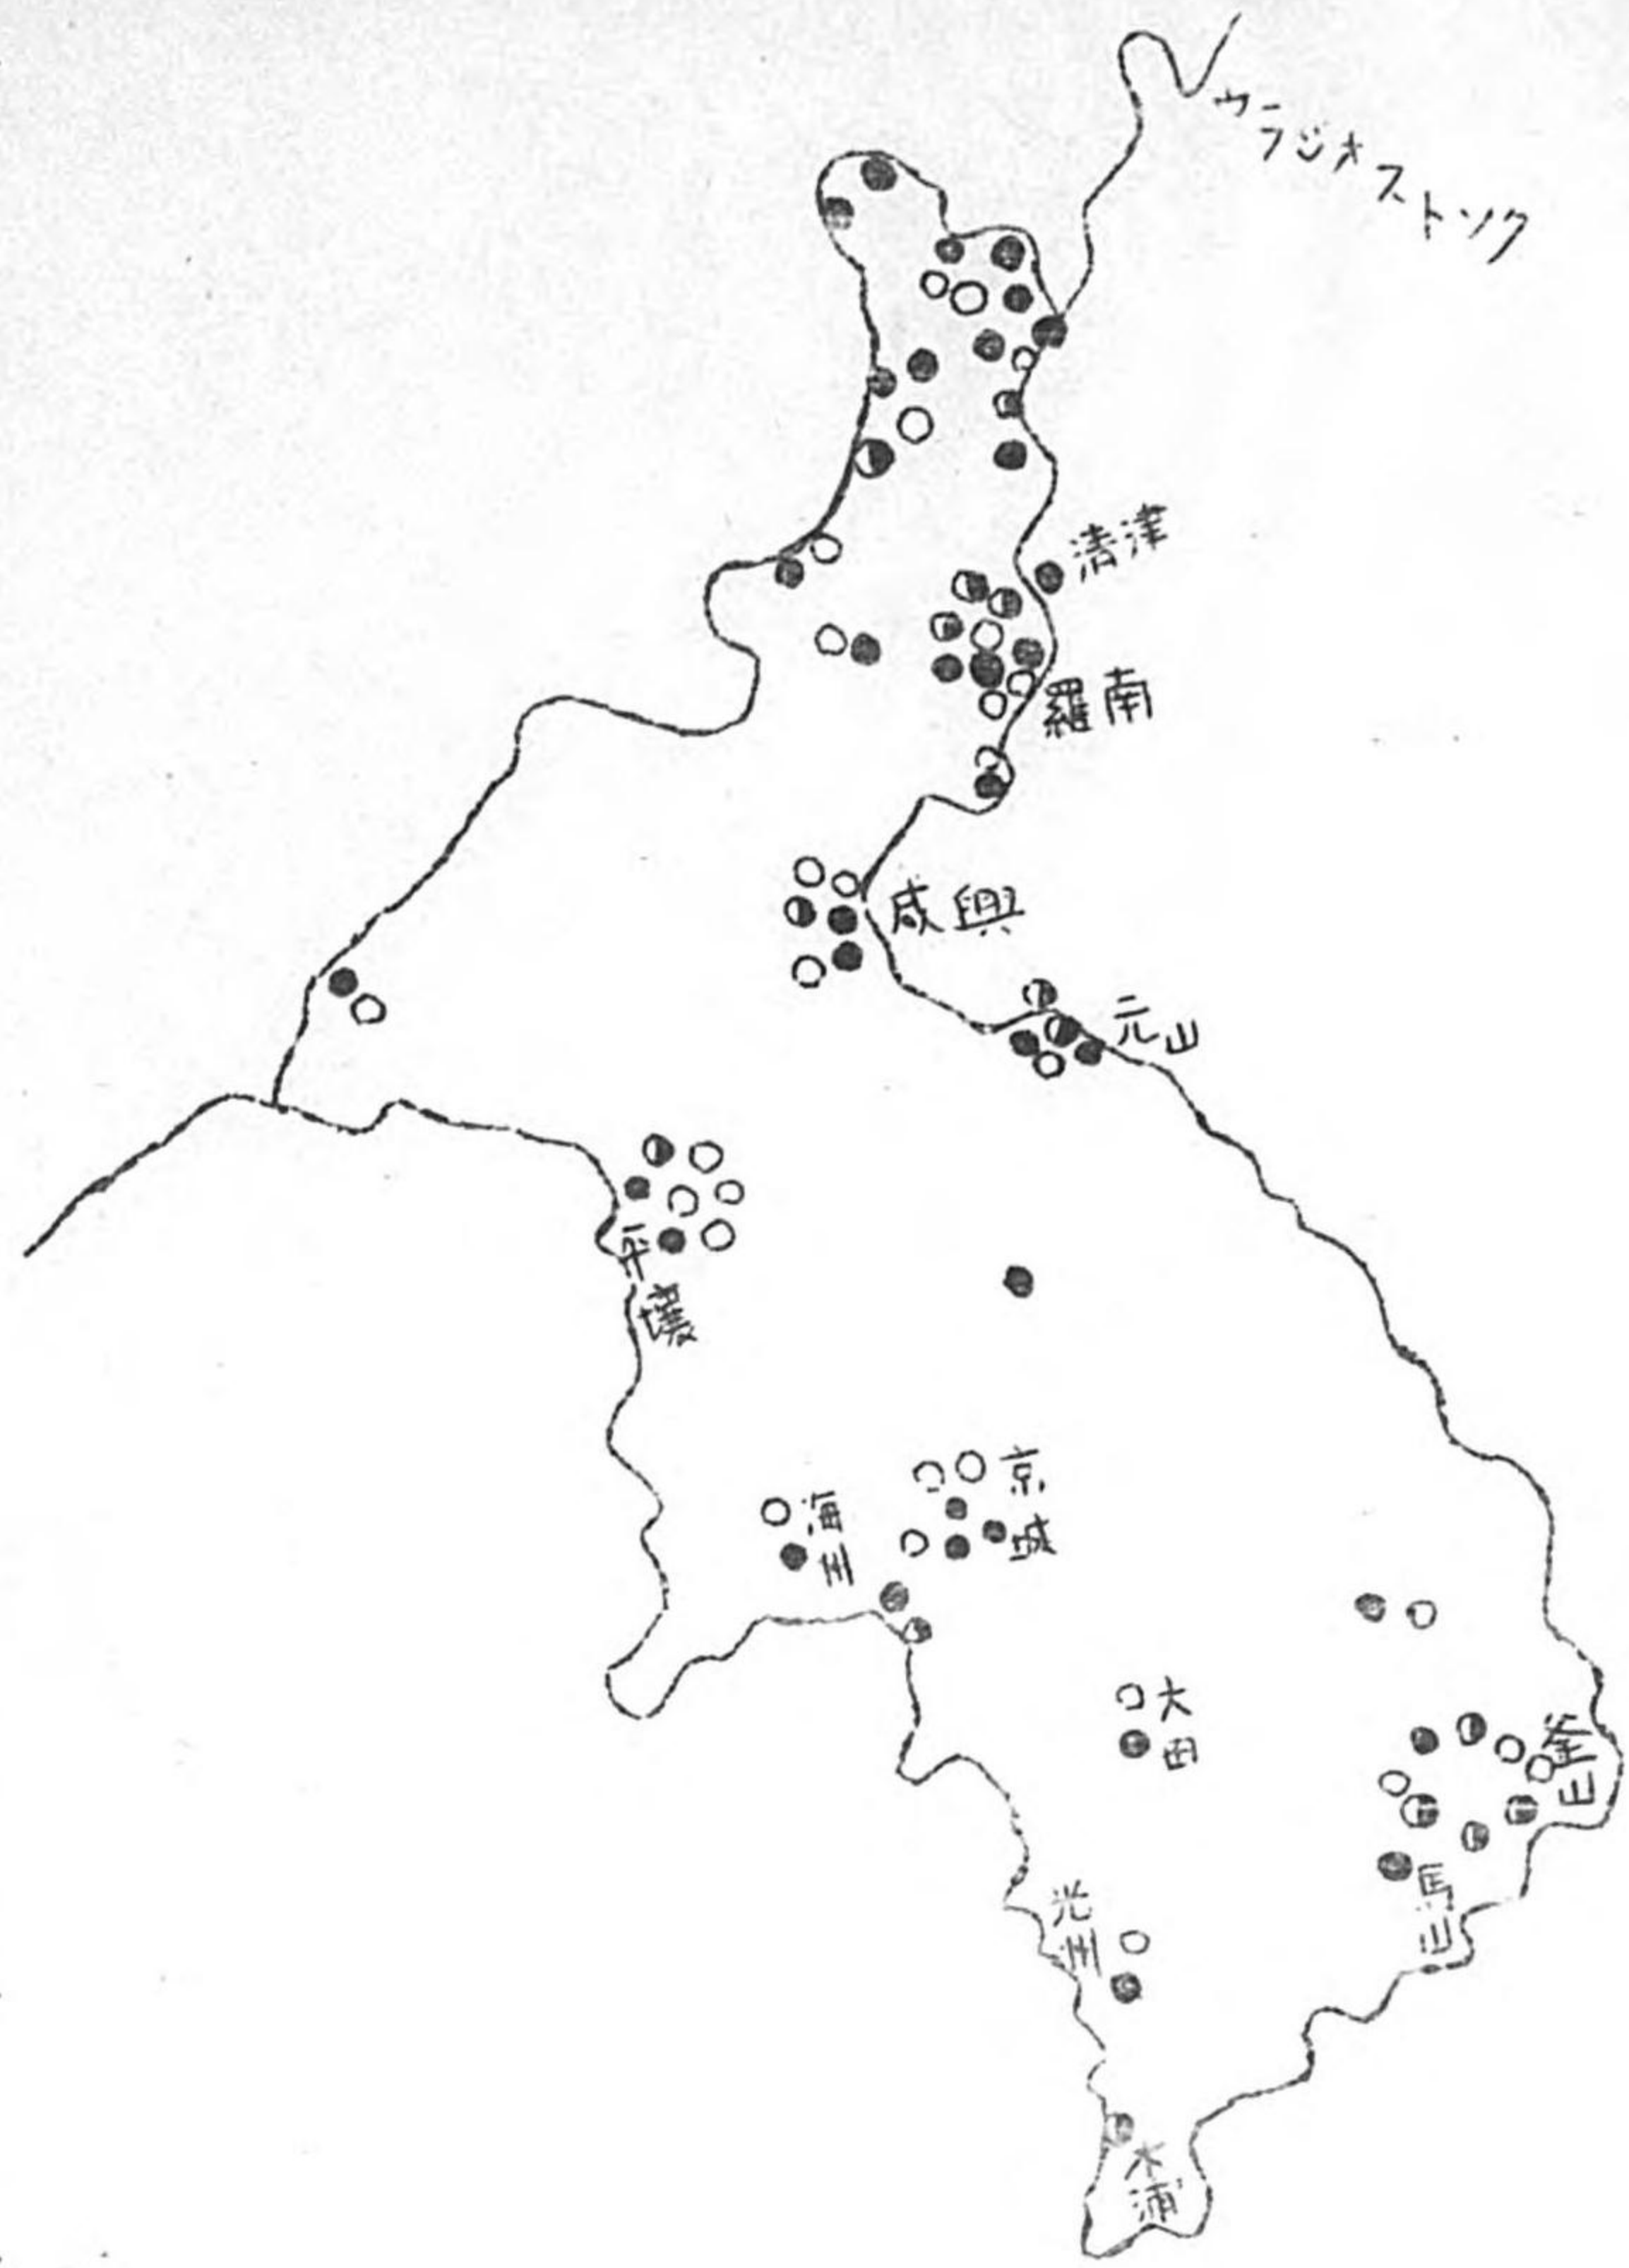 ウラジオストック
清津
羅南
咸興
元山
平壌
京城
海州
大田
釜山
馬山
光州
木浦